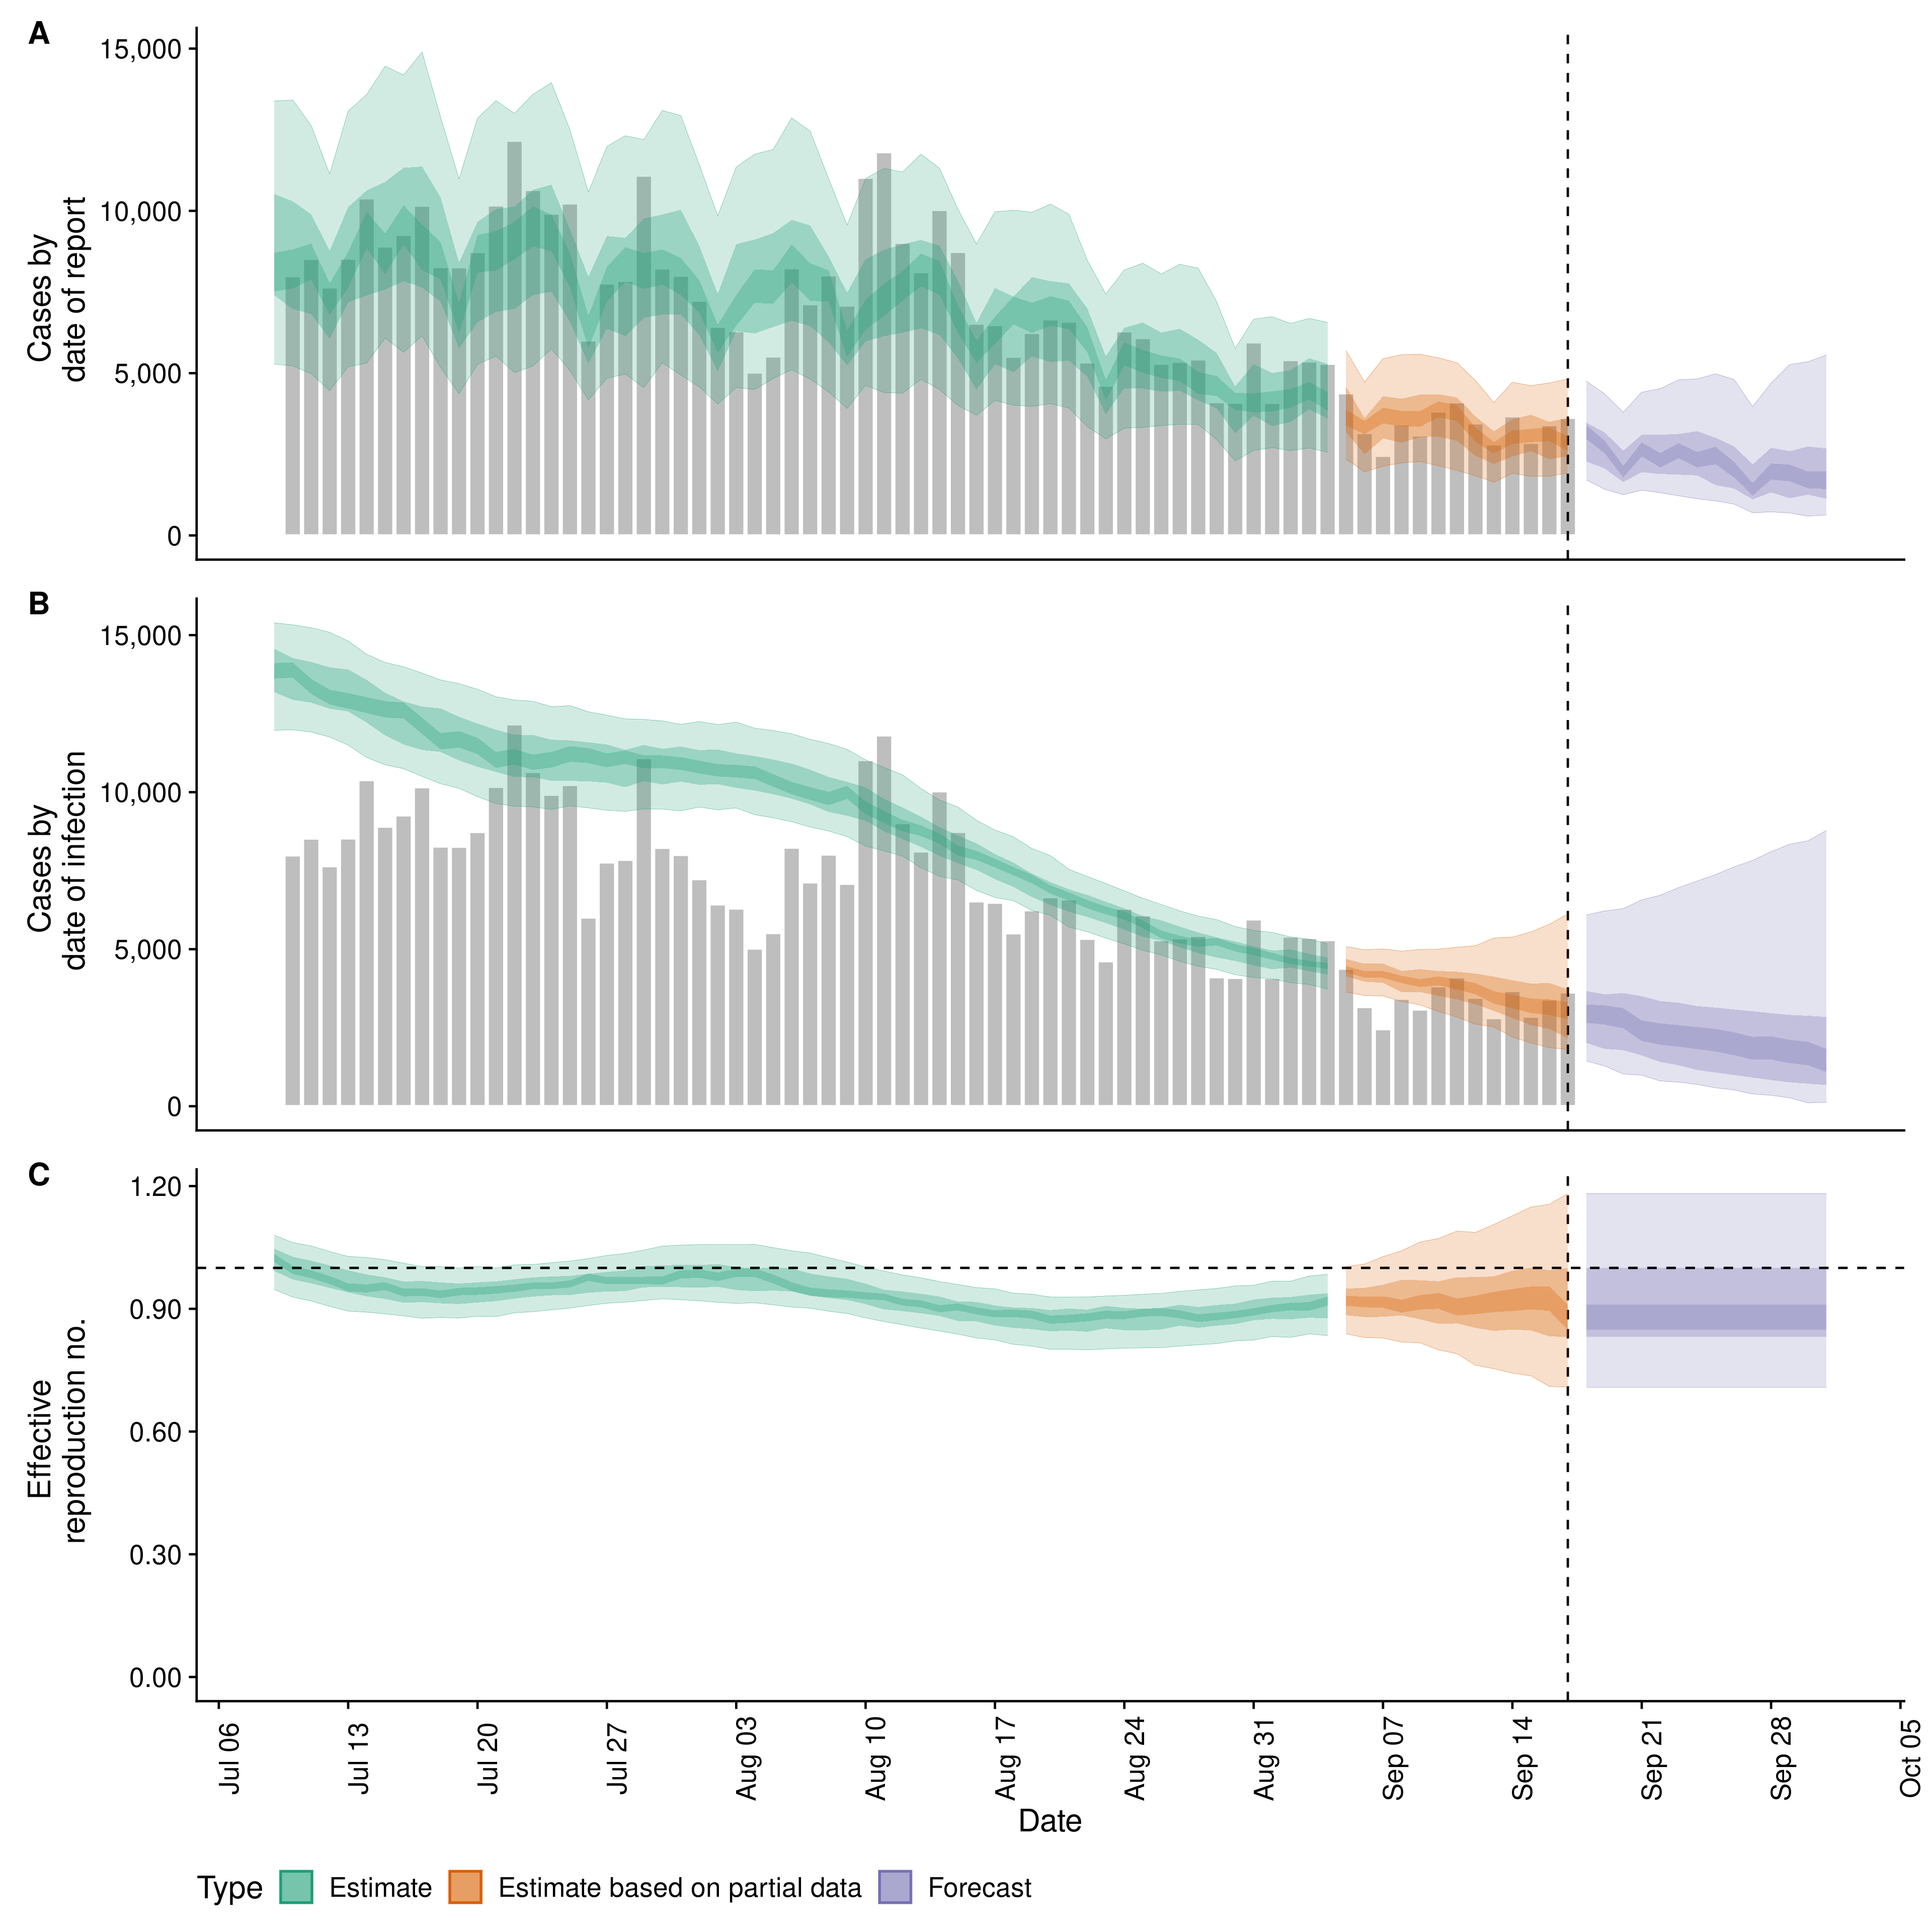 A
15,000
10,000
5,000
0
Cases by
date of report
B
15,000
10,000
5,000
0
Cases by
date of infection
C
1.20
0.90
0.60
0.30
0.00
Effective
reproduction no.
Jul 06
Jul 13
Jul 20
Jul 27
Aug 03
Aug 10
Aug 17
Aug 24
Aug 31
Sep 07
Sep 14
Sep 21
Sep 28
Oct 05
Date
Type Estimate Estimate based on partial data Forecast